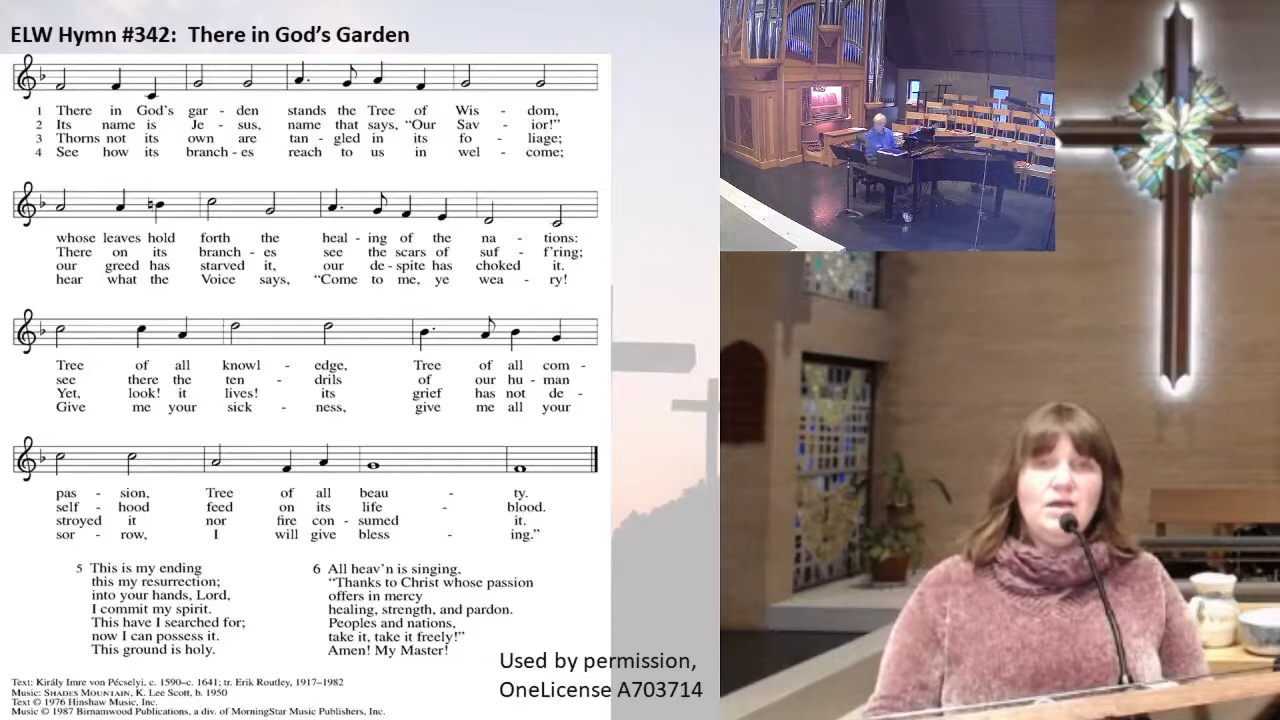 ELW Hymn #342: There in God's Garden
1 There in God's gar - den stands the Tree of Wis - dom,
2 Its name is Je - sus, name that says, "Our Sav - ior!"
3 Thorns not its own are tan - gled in its fo - liage;
4 See how its branch - es reach to us in wel - come;
whose leaves hold forth the heal - ing of the na - tions:
There on its branch - es see the scars of suf - f'ring;
our greed has starved it, our de - spite has choked it.
hear what the Voice says, "Come to me, ye wea - ry!
Tree of all knowl - edge, Tree of all com -
see there the ten - drils of our hu - man
Yet, look! it lives! its grief has not de -
Give me your sick - ness, give me all your
pas - sion, Tree of all beau - ty.
self - hood feed on its life - blood.
stroyed it nor fire con - sumed it.
sor - row, I will give bless - ing."
5 This is my ending
this my resurrection;
into your hands, Lord,
I commit my spirit.
This have I searched for;
now I can possess it.
This ground is holy.
6 All heav'n is singing,
"Thanks to Christ whose passion
offers in mercy
healing, strength, and pardon.
Peoples and nations,
take it, take it freely!"
Amen! My Master!
Used by permission,
OneLicense A703714
Text: Király Imre von Pécselyi, c. 1590–c. 1641; tr. Erik Routley, 1917–1982
Music: SHADES MOUNTAIN, K. Lee Scott, b. 1950
Text © 1976 Hinshaw Music, Inc.
Music © 1987 Birnamwood Publications, a div. of MorningStar Music Publishers, Inc.